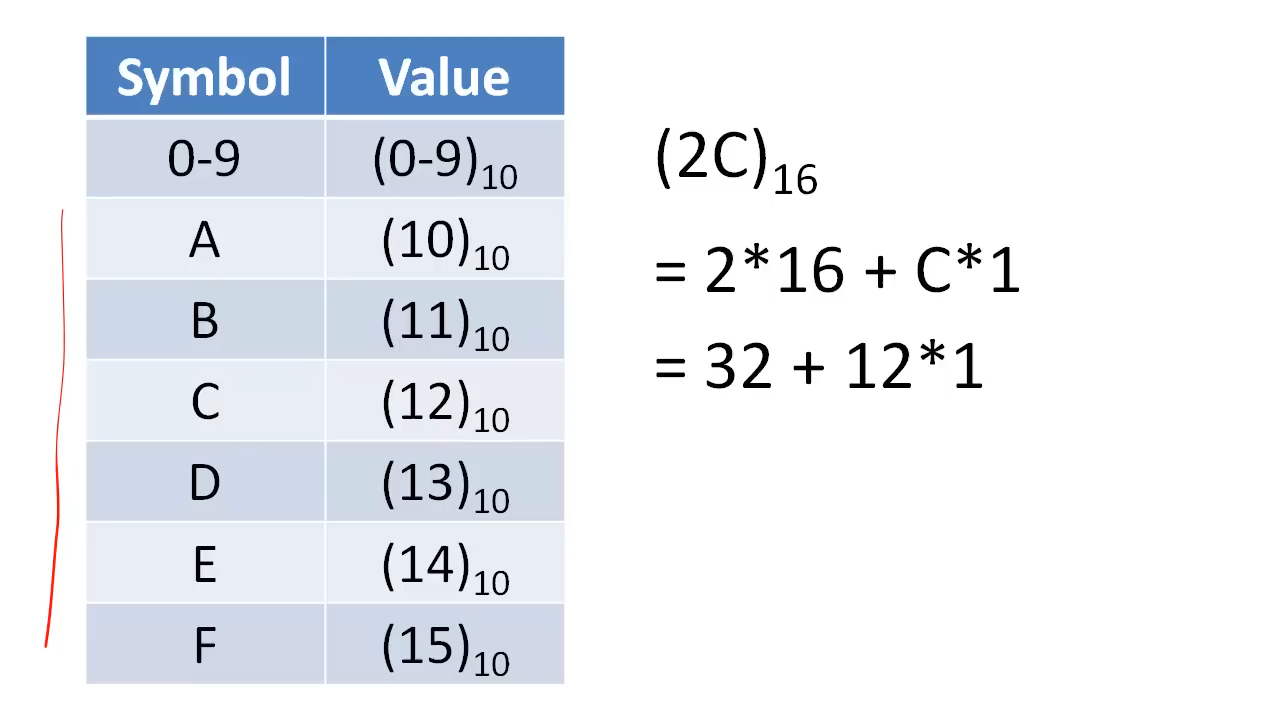 Symbol Value
0-9 (0-9)₁₀
A (10)₁₀
B (11)₁₀
C (12)₁₀
D (13)₁₀
E (14)₁₀
F (15)₁₀
(2C)₁₆
= 2*16 + C*1
= 32 + 12*1